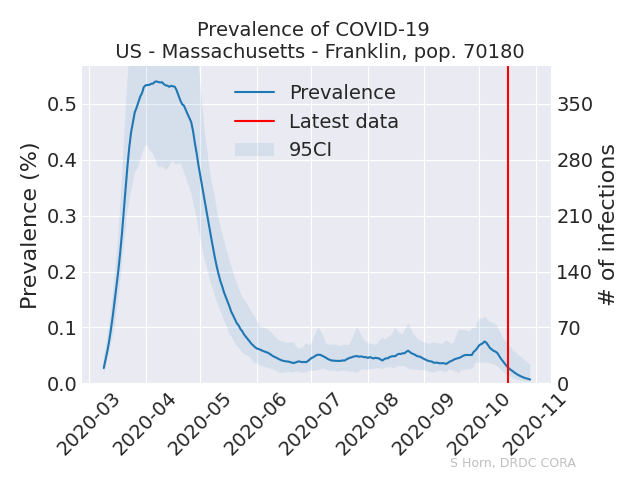 Prevalence of COVID-19
US - Massachusetts - Franklin, pop. 70180
Prevalence
Latest data
95CI
Prevalence (%)
0.5
0.4
0.3
0.2
0.1
0.0
350
280
210
140
70
0
# of infections
2020-03
2020-04
2020-05
2020-06
2020-07
2020-08
2020-09
2020-10
2020-11
S Horn, DRDC CORA